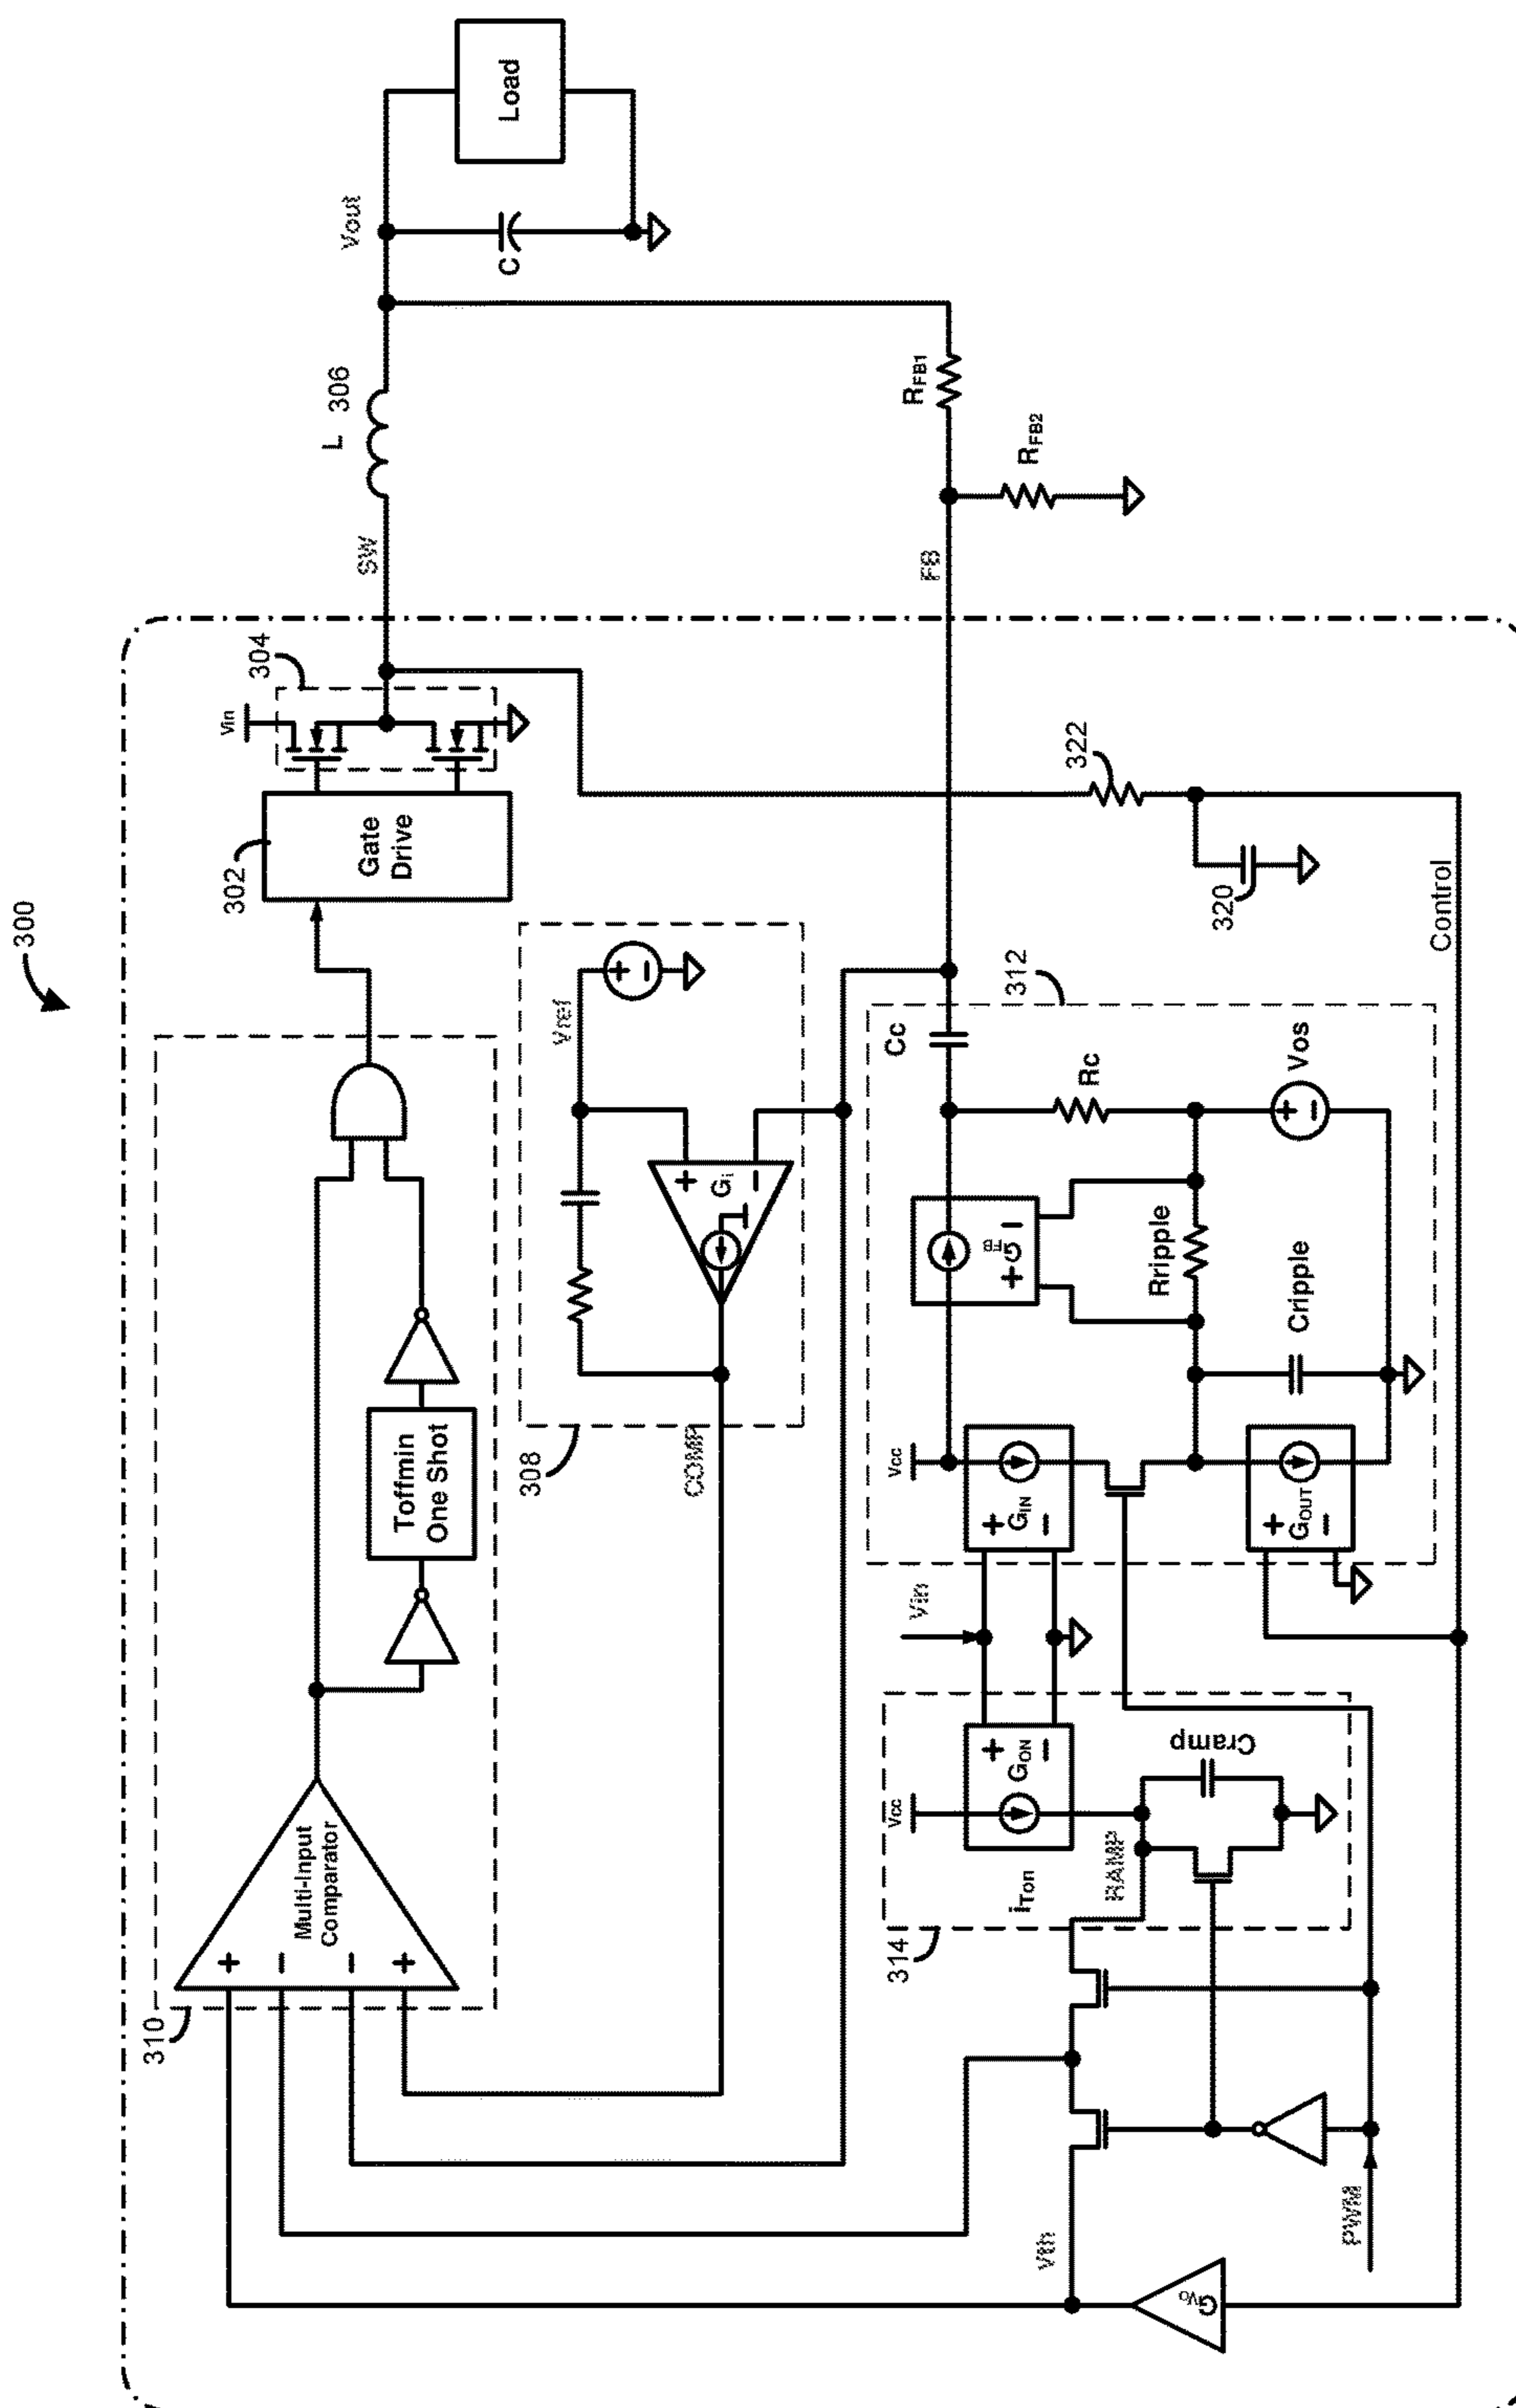 300
310
Multi-Input
Comparator
+
−
−
+
Toffmin
One Shot
302
Gate
Drive
304
Vin
SW
L 306
Vout
C
Load
308
COMP
Vref
+
−
+
−
Gi
FB
RFB1
RFB2
322
320
Control
312
Cc
Rc
Vos
+
−
GFB
+
−
Rripple
Cripple
Vcc
GIN
+
−
GOUT
+
−
Vin
314
Vcc
GON
+
−
iTon
RAMP
Cramp
Vth
PWM
GVo